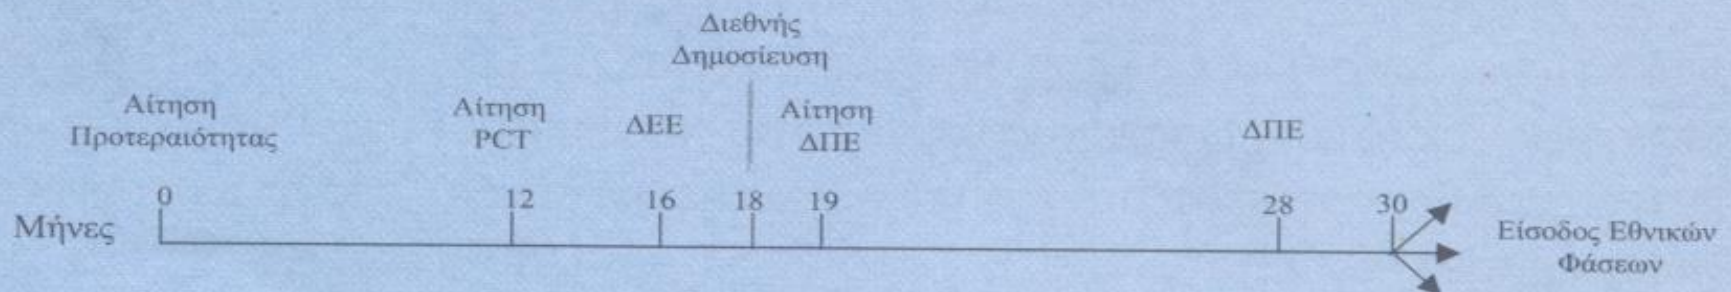 Διεθνής
Δημοσίευση
Αίτηση
Προτεραιότητας
Αίτηση
PCT
ΔΕΕ
Αίτηση
ΔΠΕ
ΔΠΕ
0 12 16 18 19 28 30
Μήνες
Είσοδος Εθνικών
Φάσεων